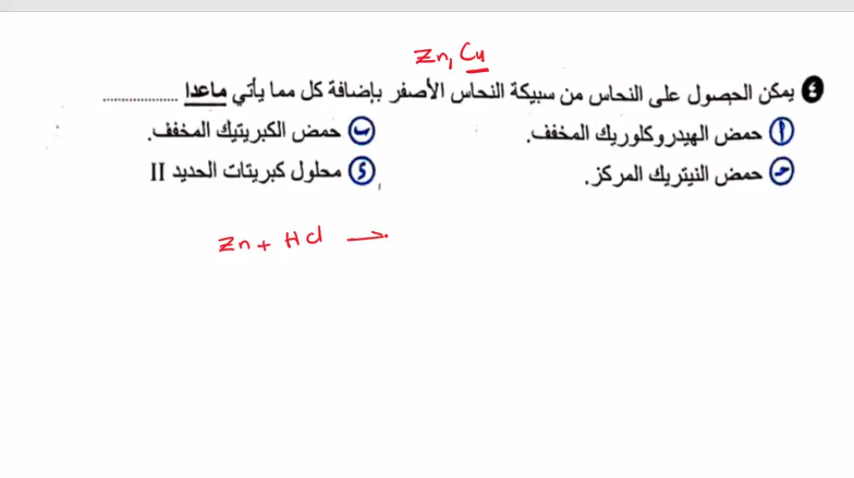 Zn, Cu
٤ يمكن الحصول على النحاس من سبيكة النحاس الأصفر بإضافة كل مما يأتي ماعدا ....................
أ حمض الهيدروكلوريك المخفف.
ب حمض الكبريتيك المخفف.
ج حمض النيتريك المركز.
د محلول كبريتات الحديد II
Zn + HCl →